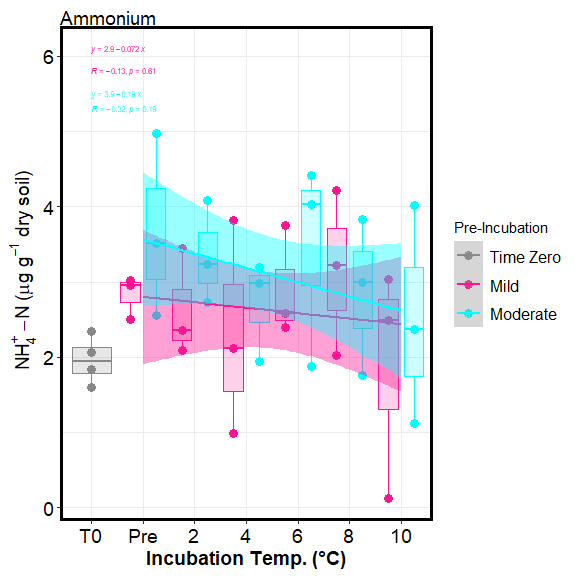 Ammonium
y = 2.9−0.072 x
R = −0.13, p = 0.61
y = 3.9−0.19 x
R = −0.32, p = 0.19
6
4
2
0
NH₄⁺ − N (μg g⁻¹ dry soil)
T0 Pre 2 4 6 8 10
Incubation Temp. (°C)
Pre-Incubation
Time Zero
Mild
Moderate